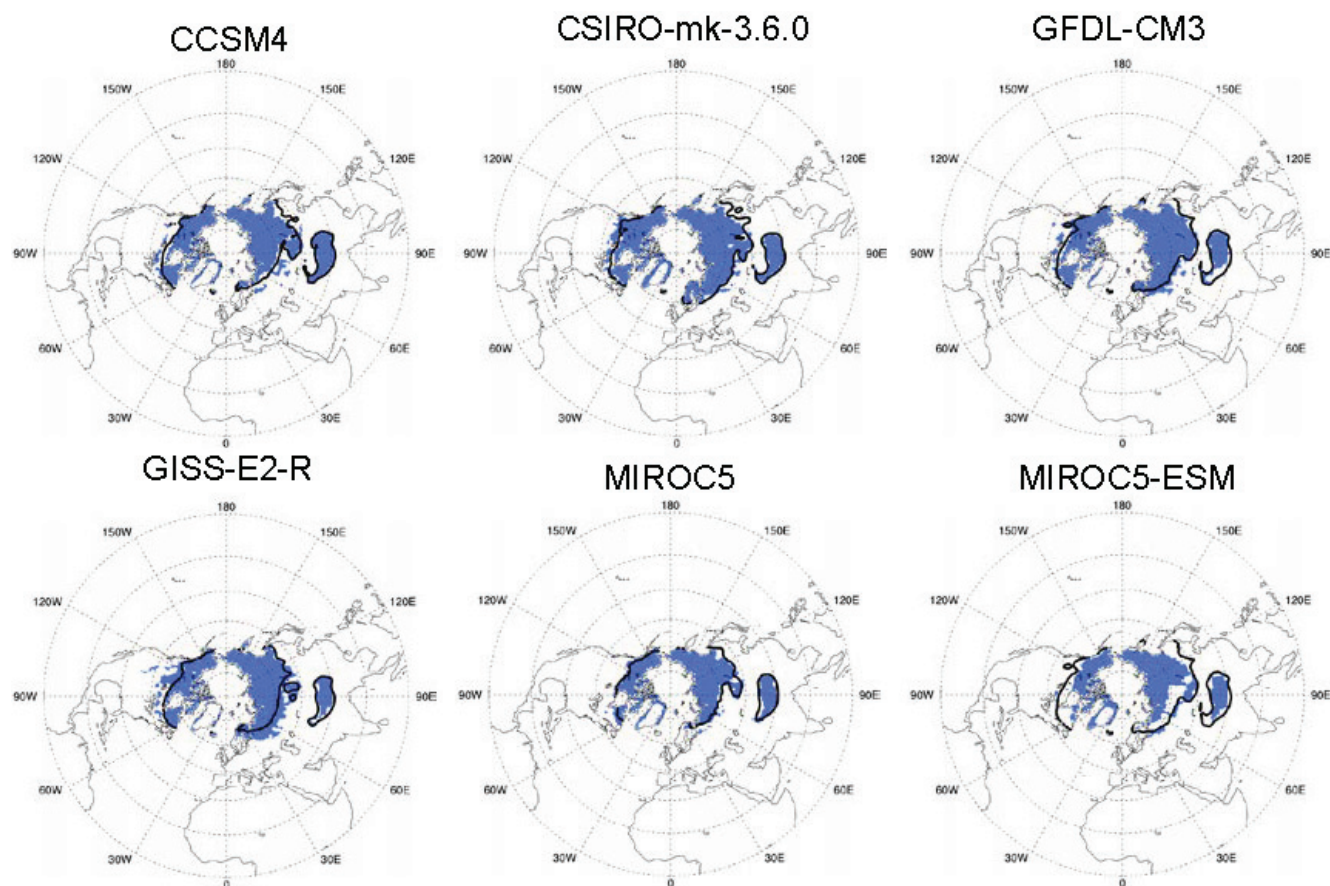 CCSM4
CSIRO-mk-3.6.0
GFDL-CM3
180
150W
150E
120W
120E
90W
90E
60W
60E
30W
30E
0
180
150W
150E
120W
120E
90W
90E
60W
60E
30W
30E
0
180
150W
150E
120W
120E
90W
90E
60W
60E
30W
30E
0
GISS-E2-R
MIROC5
MIROC5-ESM
180
150W
150E
120W
120E
90W
90E
60W
60E
30W
30E
0
180
150W
150E
120W
120E
90W
90E
60W
60E
30W
30E
0
180
150W
150E
120W
120E
90W
90E
60W
60E
30W
30E
0